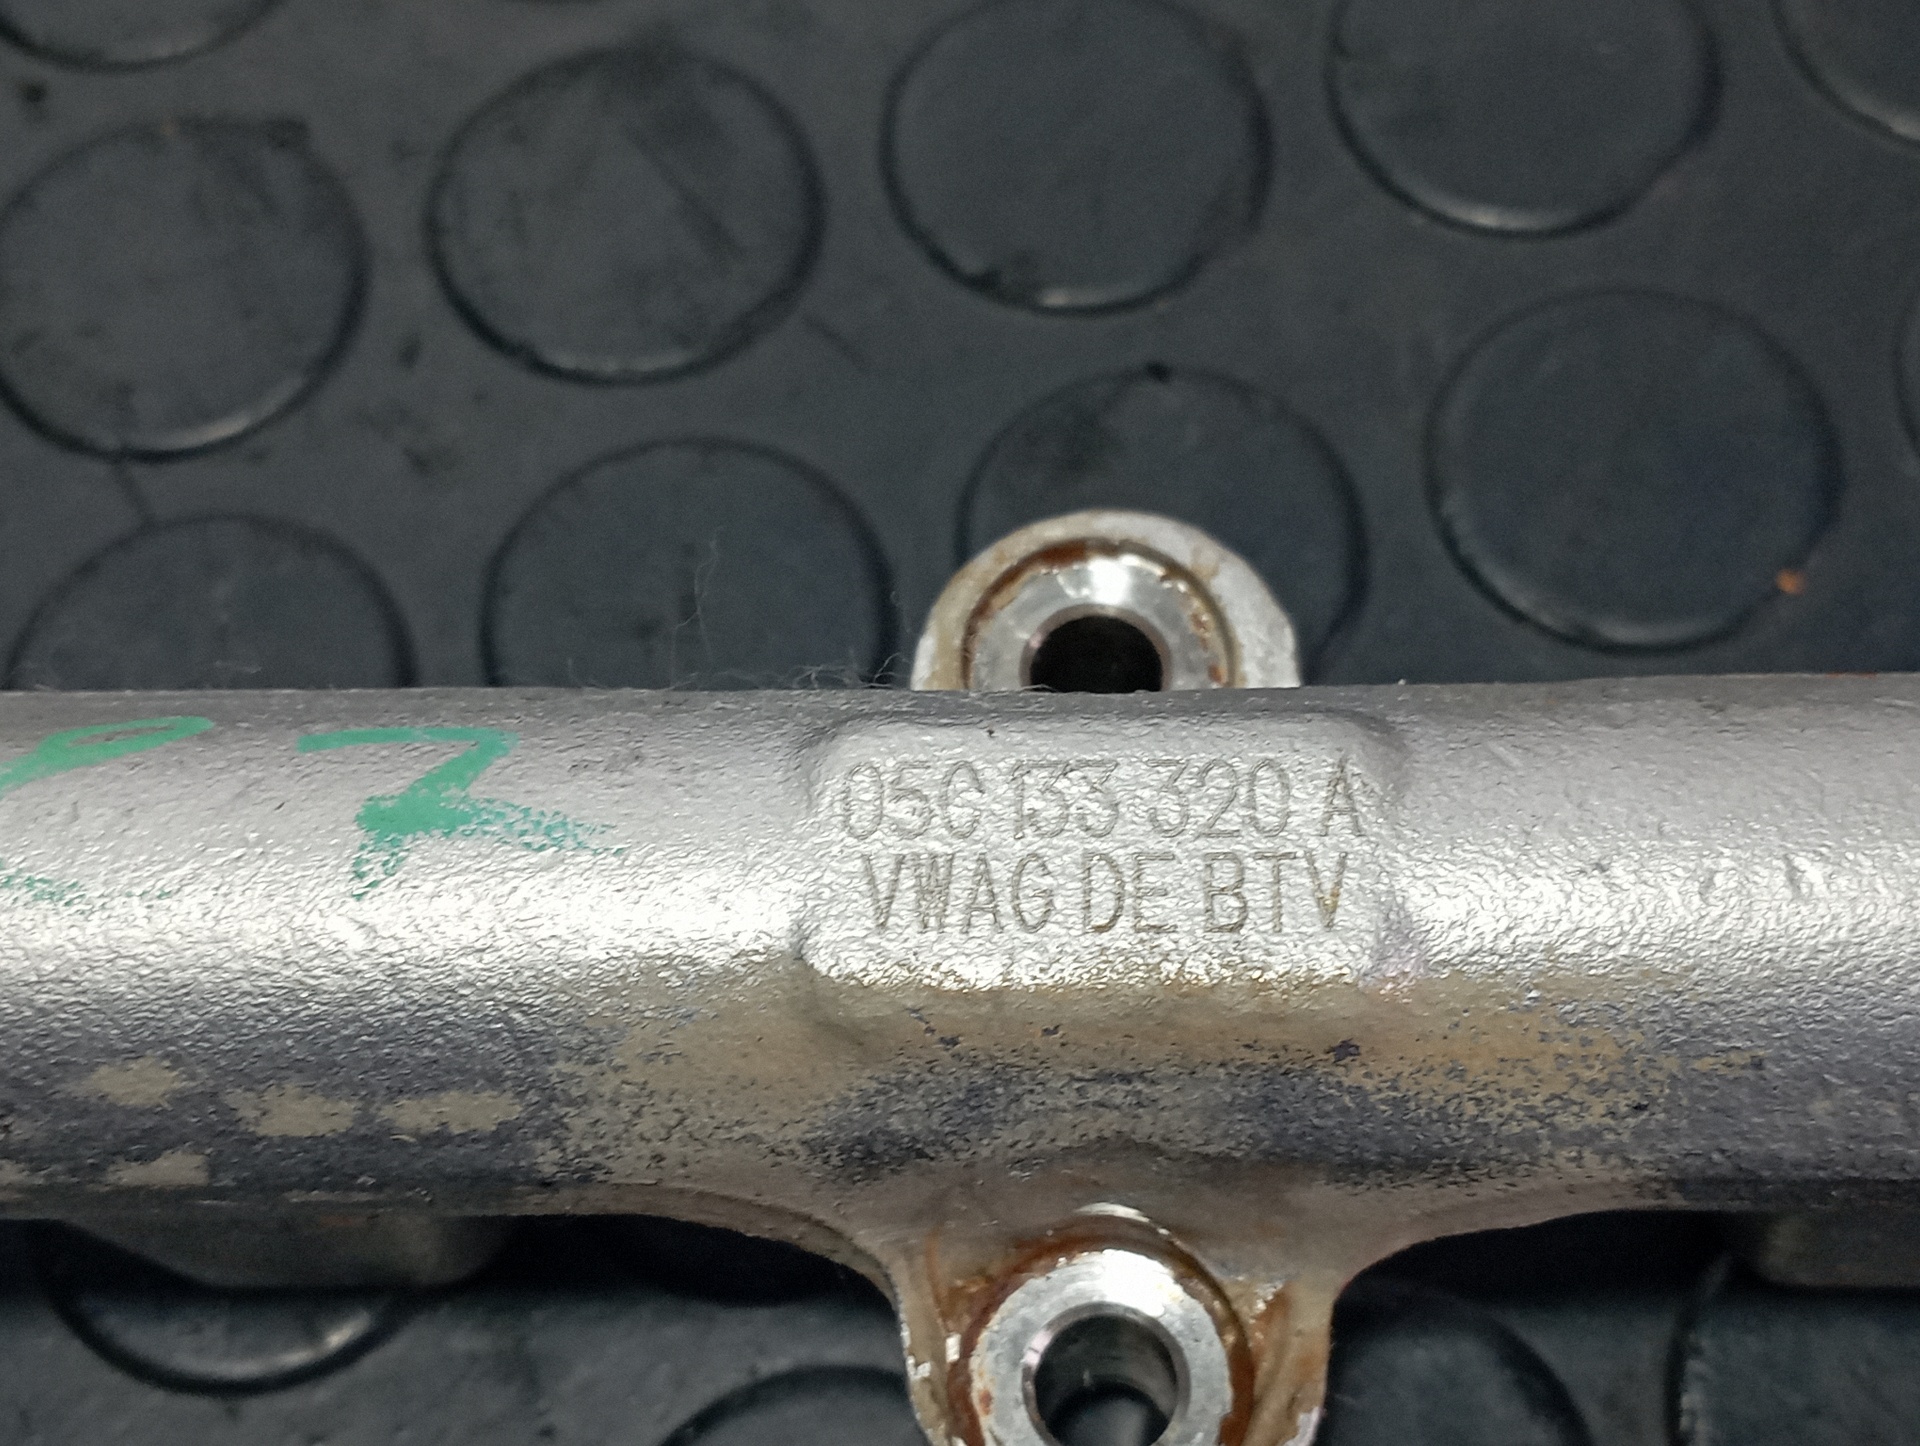 05C 133 320 A
VWAG DE BTV